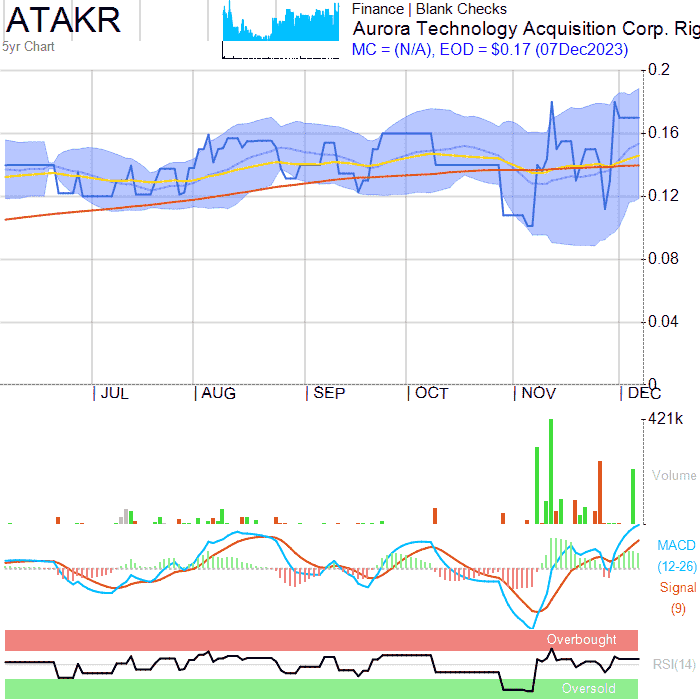 ATAKR
5yr Chart
Finance | Blank Checks
Aurora Technology Acquisition Corp. Rig
MC = (N/A), EOD = $0.17 (07Dec2023)
0.2
0.16
0.12
0.08
0.04
0
JUL AUG SEP OCT NOV DEC
421k
Volume
MACD
(12-26)
Signal
(9)
Overbought
RSI(14)
Oversold